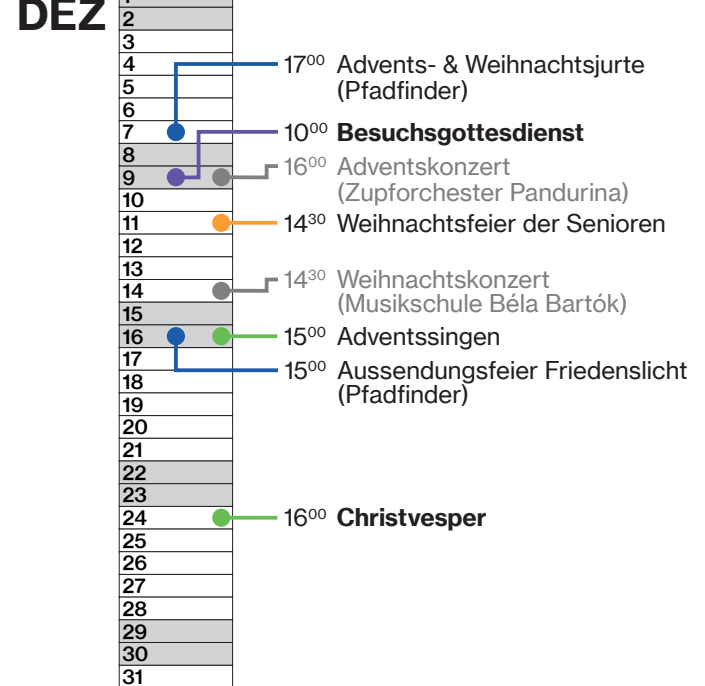 DEZ
2
3
4
17⁰⁰ Advents- & Weihnachtsjurte
(Pfadfinder)
5
6
7
10⁰⁰ Besuchsgottesdienst
8
9
16⁰⁰ Adventskonzert
(Zupforchester Pandurina)
10
11
14³⁰ Weihnachtsfeier der Senioren
12
13
14
14³⁰ Weihnachtskonzert
(Musikschule Béla Bartók)
15
16
15⁰⁰ Adventssingen
17
15⁰⁰ Aussendungsfeier Friedenslicht
(Pfadfinder)
18
19
20
21
22
23
24
16⁰⁰ Christvesper
25
26
27
28
29
30
31